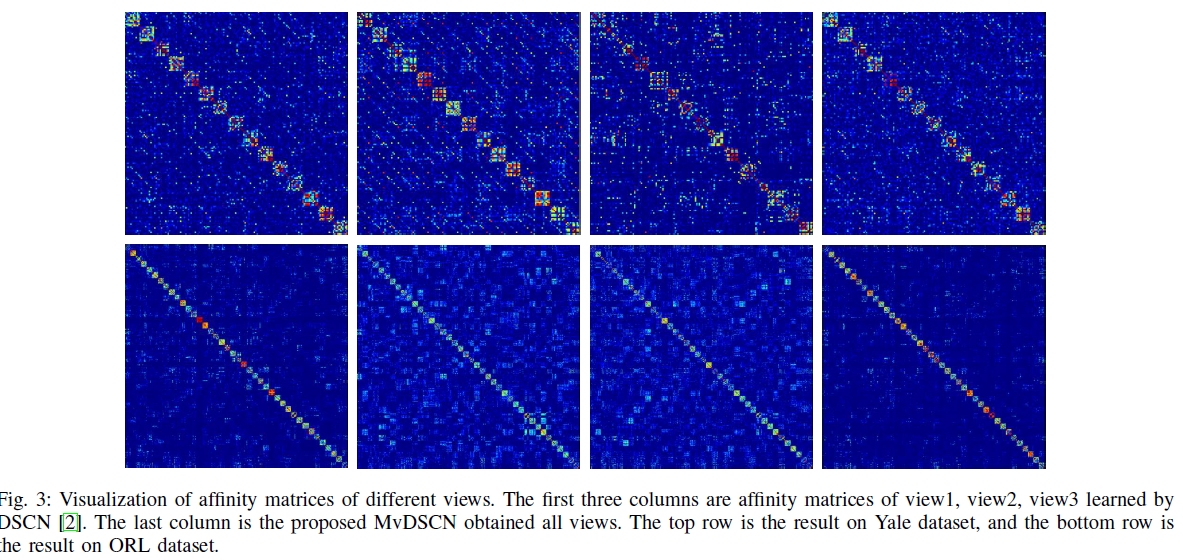 Fig. 3: Visualization of affinity matrices of different views. The first three columns are affinity matrices of view1, view2, view3 learned by
DSCN [2]. The last column is the proposed MvDSCN obtained all views. The top row is the result on Yale dataset, and the bottom row is
the result on ORL dataset.